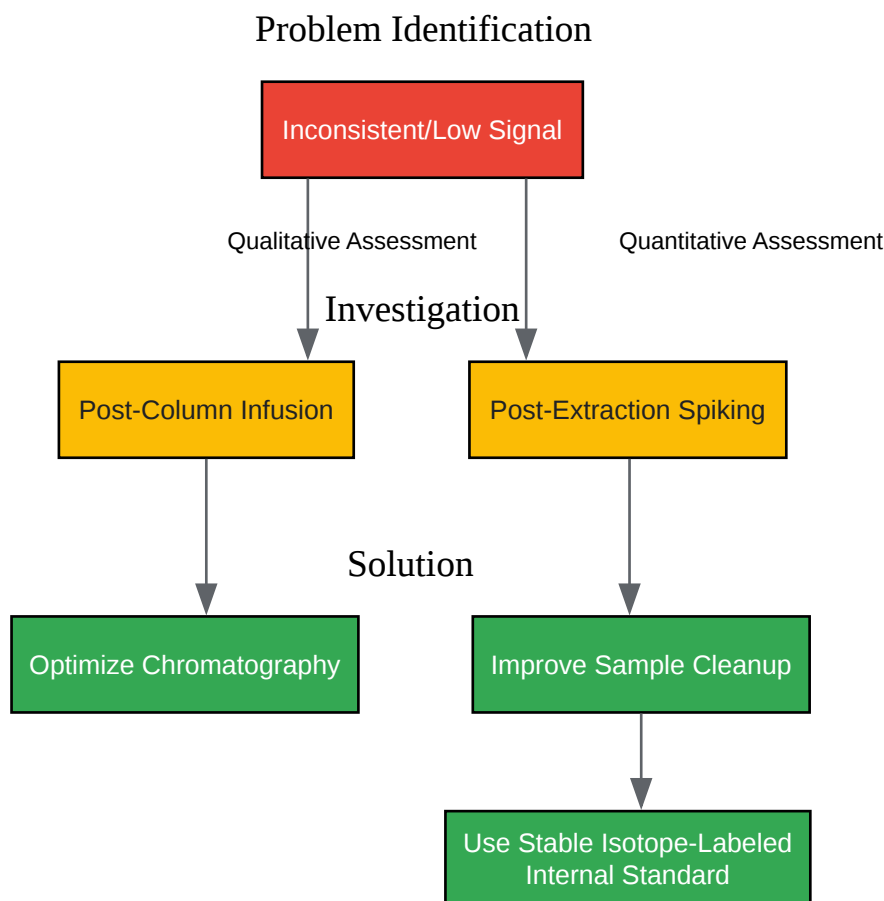 Problem Identification
Inconsistent/Low Signal
Qualitative Assessment
Quantitative Assessment
Investigation
Post-Column Infusion
Post-Extraction Spiking
Solution
Optimize Chromatography
Improve Sample Cleanup
Use Stable Isotope-Labeled
Internal Standard